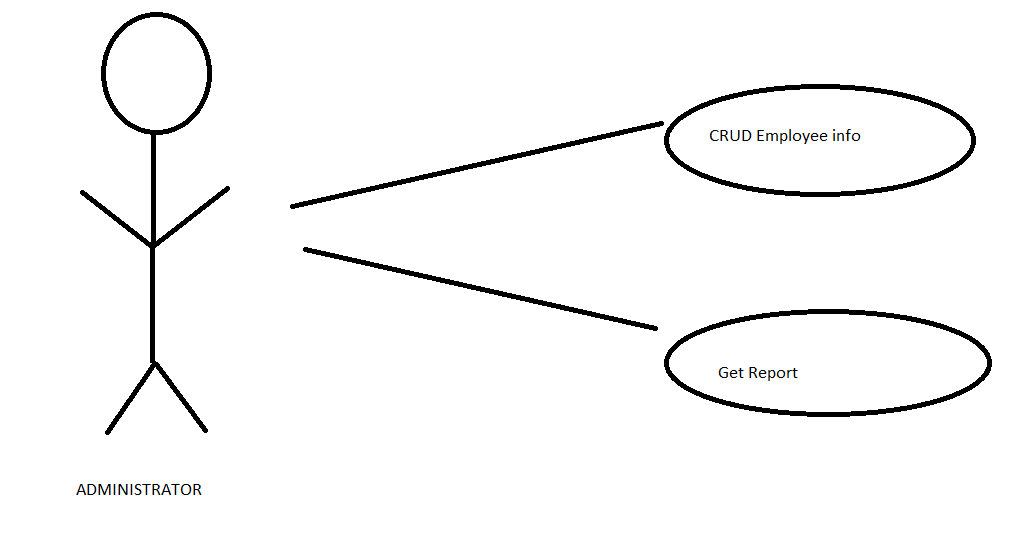 CRUD Employee info
Get Report
ADMINISTRATOR